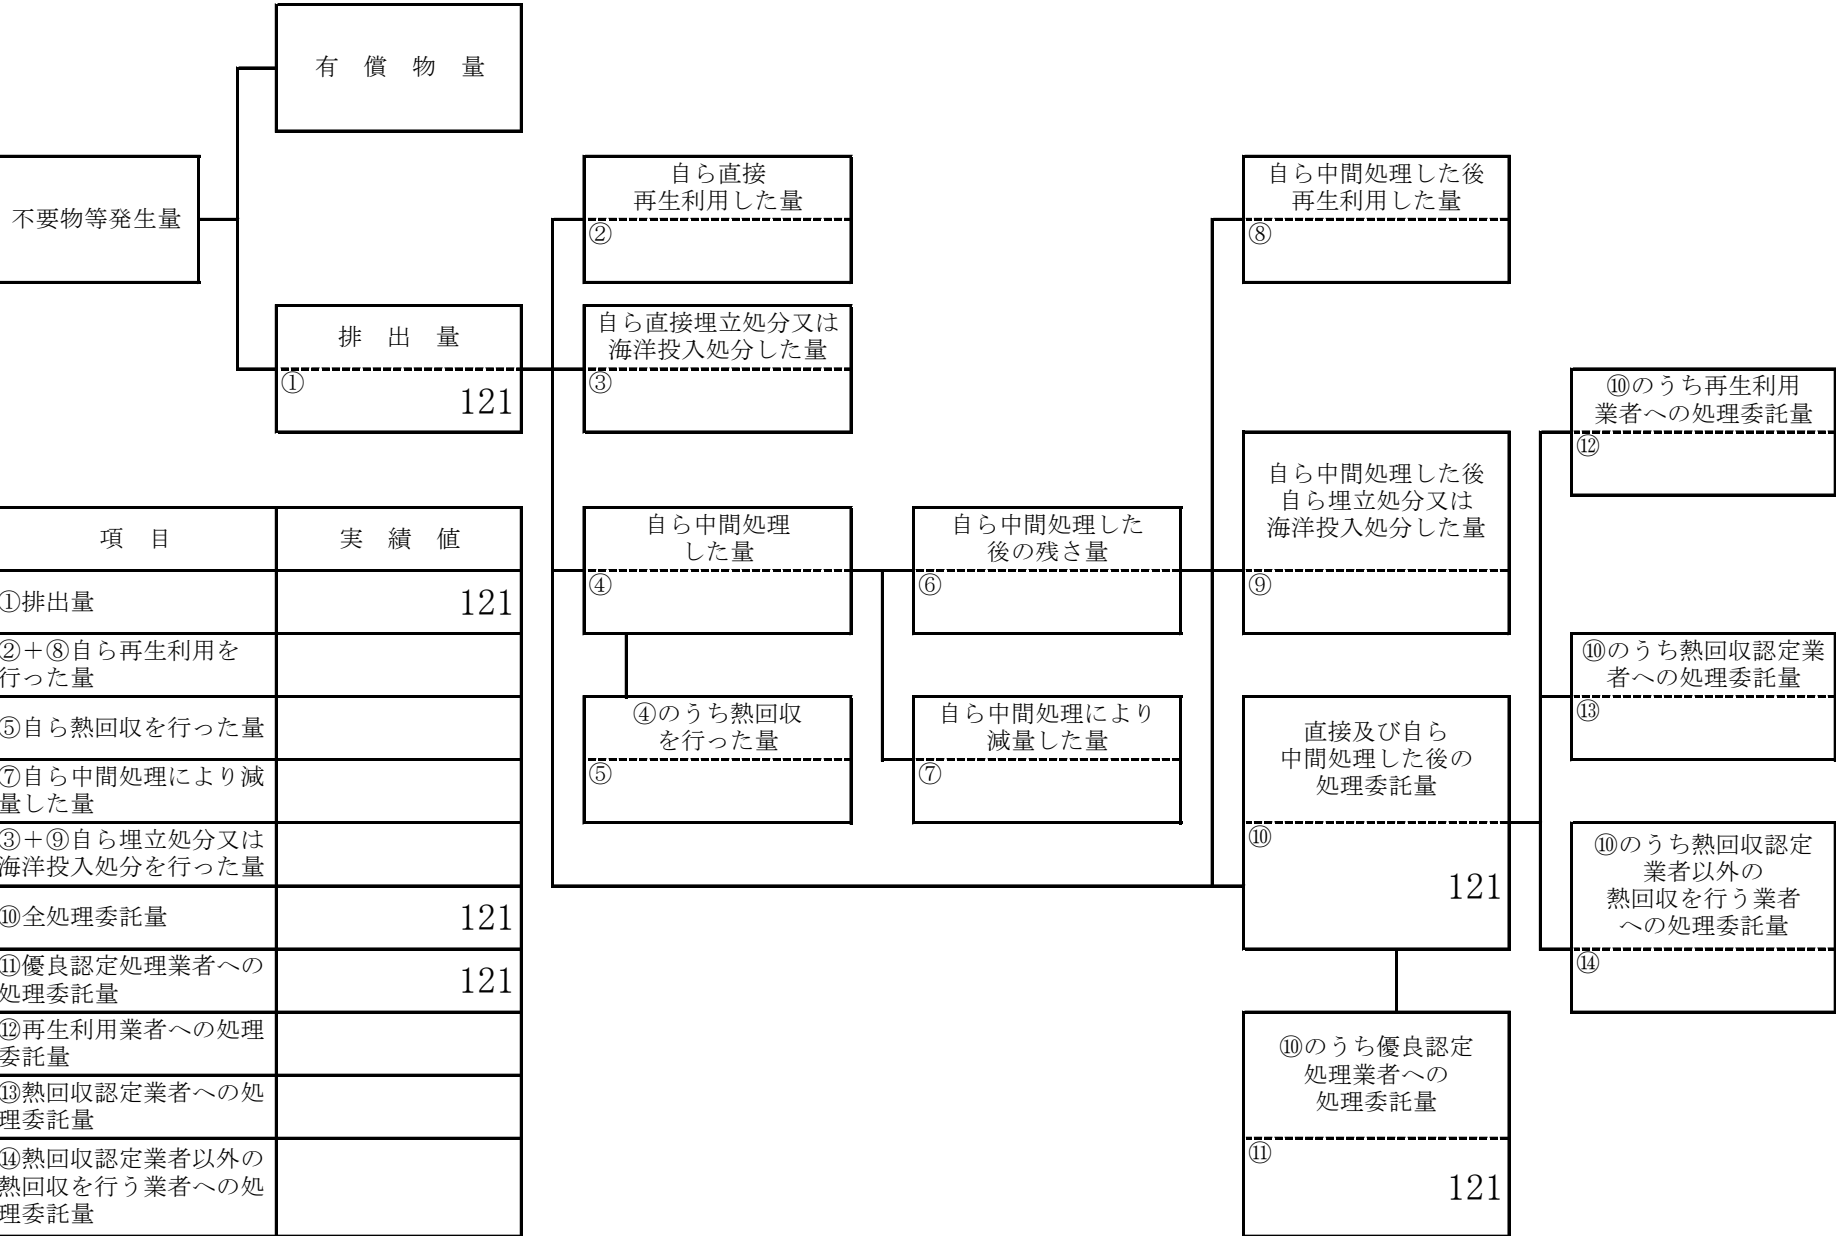 有 償 物 量
不要物等発生量
排 出 量
①
121
自ら直接
再生利用した量
②
自ら直接埋立処分又は
海洋投入処分した量
③
自ら中間処理
した量
④
④のうち熱回収
を行った量
⑤
自ら中間処理した
後の残さ量
⑥
自ら中間処理により
減量した量
⑦
自ら中間処理した後
再生利用した量
⑧
自ら中間処理した後
自ら埋立処分又は
海洋投入処分した量
⑨
直接及び自ら
中間処理した後の
処理委託量
⑩
121
⑩のうち優良認定
処理業者への
処理委託量
⑪
121
⑩のうち再生利用
業者への処理委託量
⑫
⑩のうち熱回収認定業
者への処理委託量
⑬
⑩のうち熱回収認定
業者以外の
熱回収を行う業者
への処理委託量
⑭
項 目 実 績 値
①排出量 121
②+⑧自ら再生利用を
行った量
⑤自ら熱回収を行った量
⑦自ら中間処理により減
量した量
③+⑨自ら埋立処分又は
海洋投入処分を行った量
⑩全処理委託量 121
⑪優良認定処理業者への
処理委託量 121
⑫再生利用業者への処理
委託量
⑬熱回収認定業者への処
理委託量
⑭熱回収認定業者以外の
熱回収を行う業者への処
理委託量